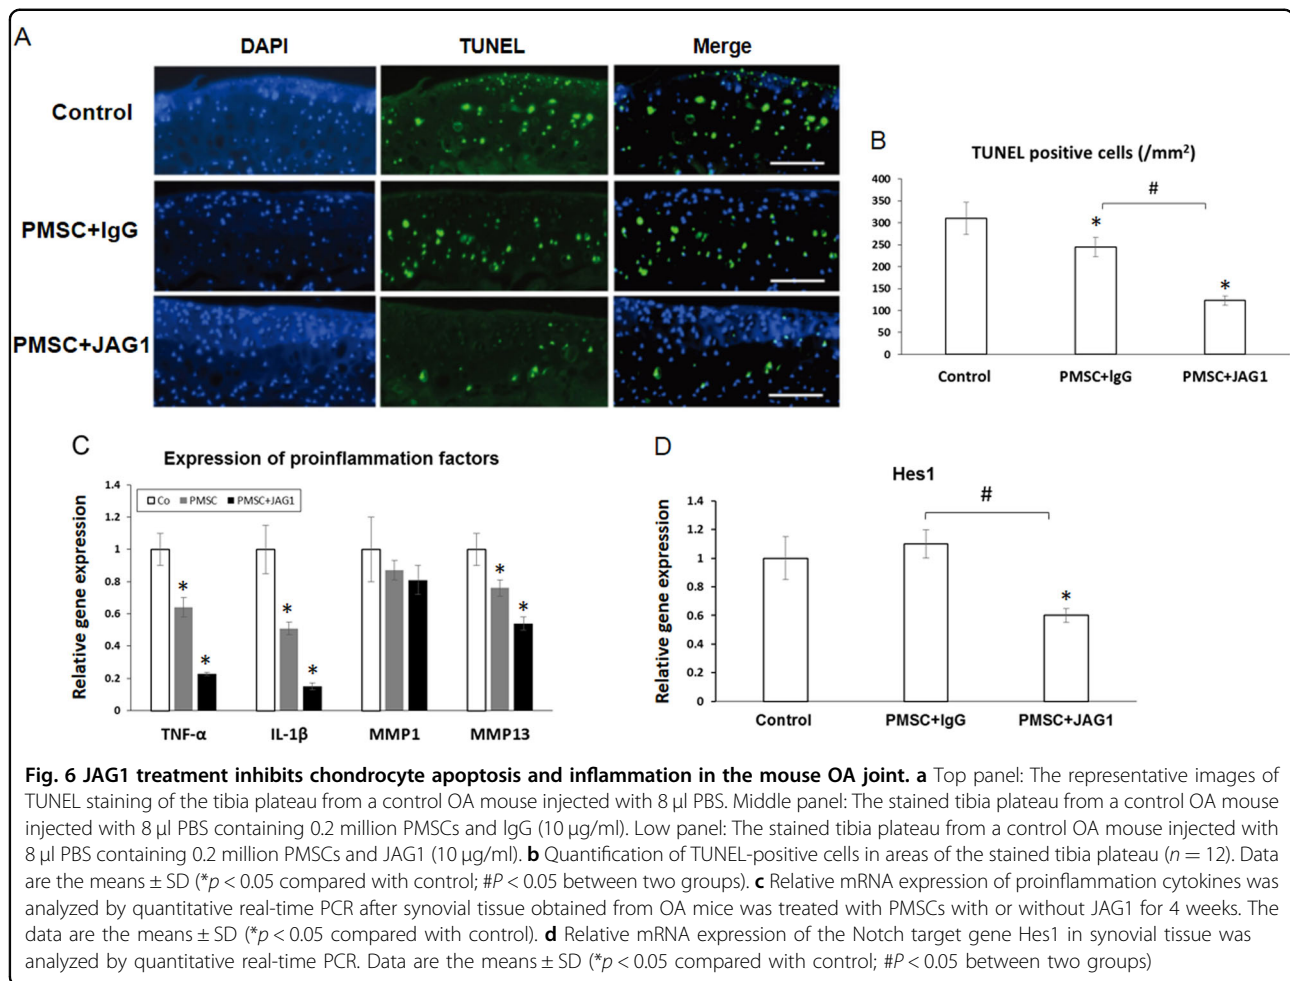 A
DAPI TUNEL Merge
Control
PMSC+IgG
PMSC+JAG1
B
TUNEL positive cells (/mm²)
400
350
300
250
200
150
100
50
0
#
*
*
Control PMSC+IgG PMSC+JAG1
C
Expression of proinflammation factors
Relative gene expression
1.4
1.2
1
0.8
0.6
0.4
0.2
0
Co PMSC PMSC+JAG1
* * * * * *
TNF-α IL-1β MMP1 MMP13
D
Hes1
Relative gene expression
1.4
1.2
1
0.8
0.6
0.4
0.2
0
#
*
Control PMSC+IgG PMSC+JAG1
Fig. 6 JAG1 treatment inhibits chondrocyte apoptosis and inflammation in the mouse OA joint. a Top panel: The representative images of
TUNEL staining of the tibia plateau from a control OA mouse injected with 8 µl PBS. Middle panel: The stained tibia plateau from a control OA mouse
injected with 8 µl PBS containing 0.2 million PMSCs and IgG (10 µg/ml). Low panel: The stained tibia plateau from a control OA mouse injected with
8 µl PBS containing 0.2 million PMSCs and JAG1 (10 µg/ml). b Quantification of TUNEL-positive cells in areas of the stained tibia plateau (n = 12). Data
are the means ± SD (*p < 0.05 compared with control; #P < 0.05 between two groups). c Relative mRNA expression of proinflammation cytokines was
analyzed by quantitative real-time PCR after synovial tissue obtained from OA mice was treated with PMSCs with or without JAG1 for 4 weeks. The
data are the means ± SD (*p < 0.05 compared with control). d Relative mRNA expression of the Notch target gene Hes1 in synovial tissue was
analyzed by quantitative real-time PCR. Data are the means ± SD (*p < 0.05 compared with control; #P < 0.05 between two groups)